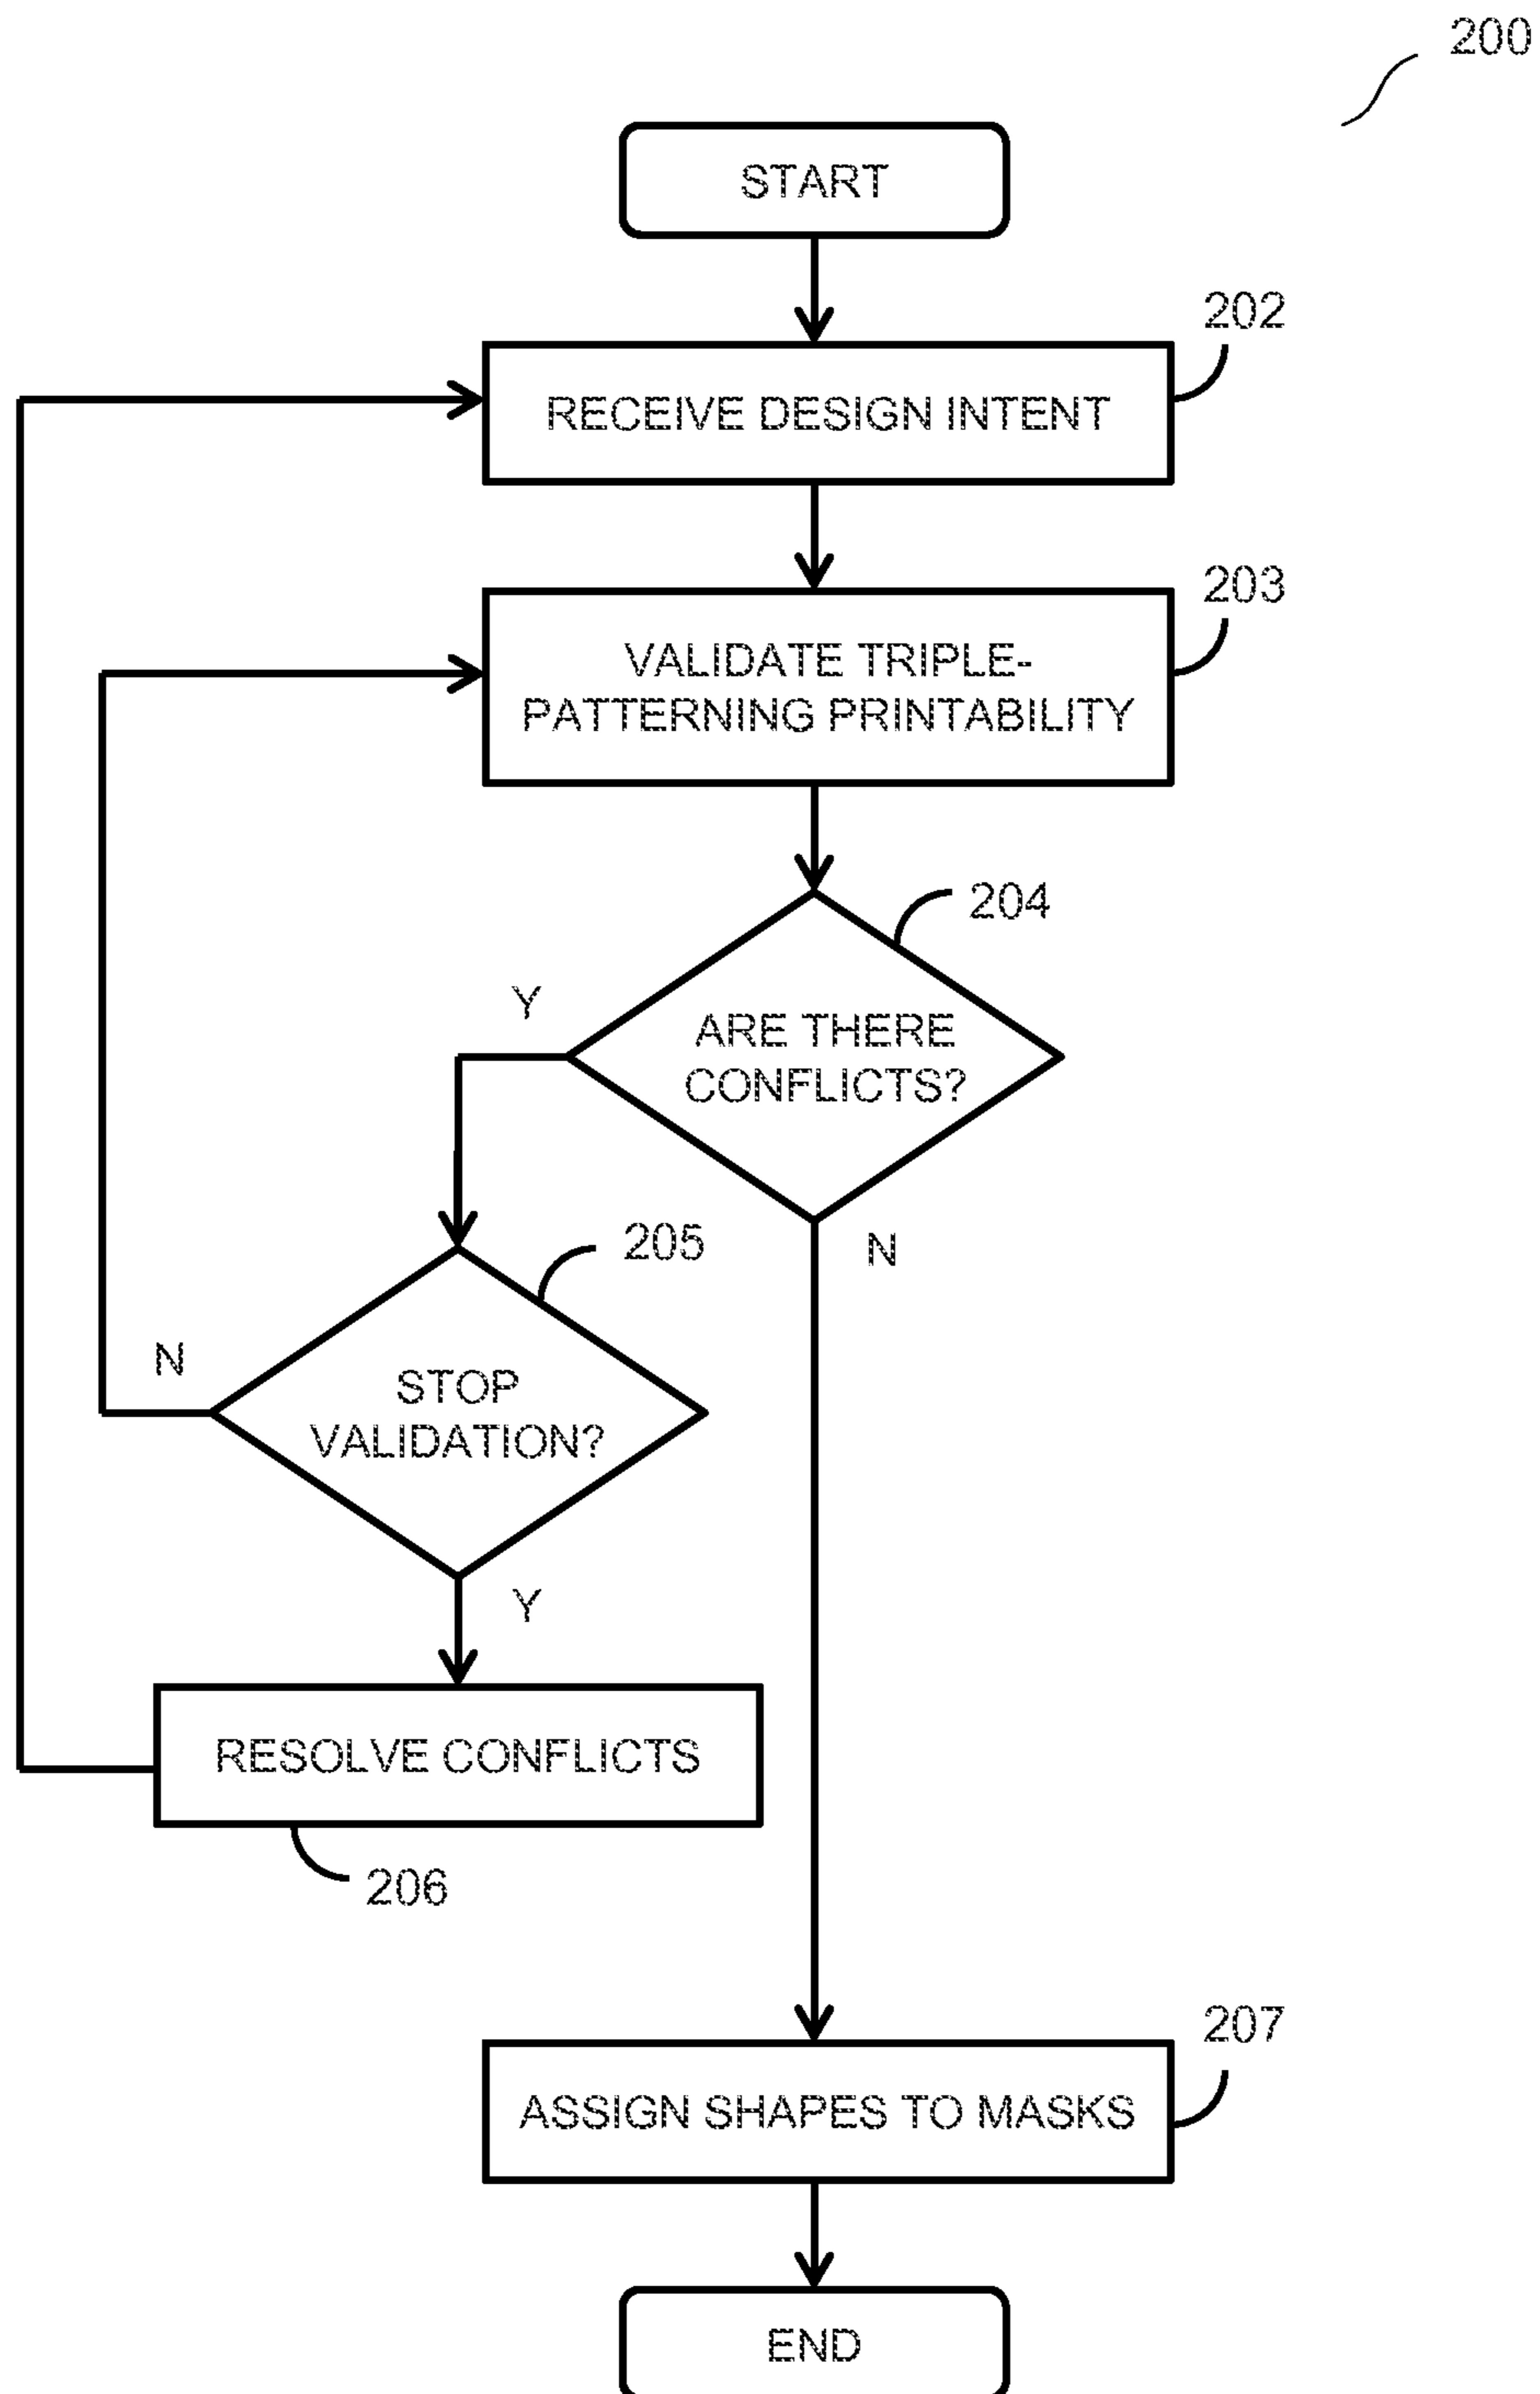 200
START
202
RECEIVE DESIGN INTENT
203
VALIDATE TRIPLE-
PATTERNING PRINTABILITY
204
Y
ARE THERE
CONFLICTS?
205
N
N
STOP
VALIDATION?
Y
RESOLVE CONFLICTS
206
207
ASSIGN SHAPES TO MASKS
END